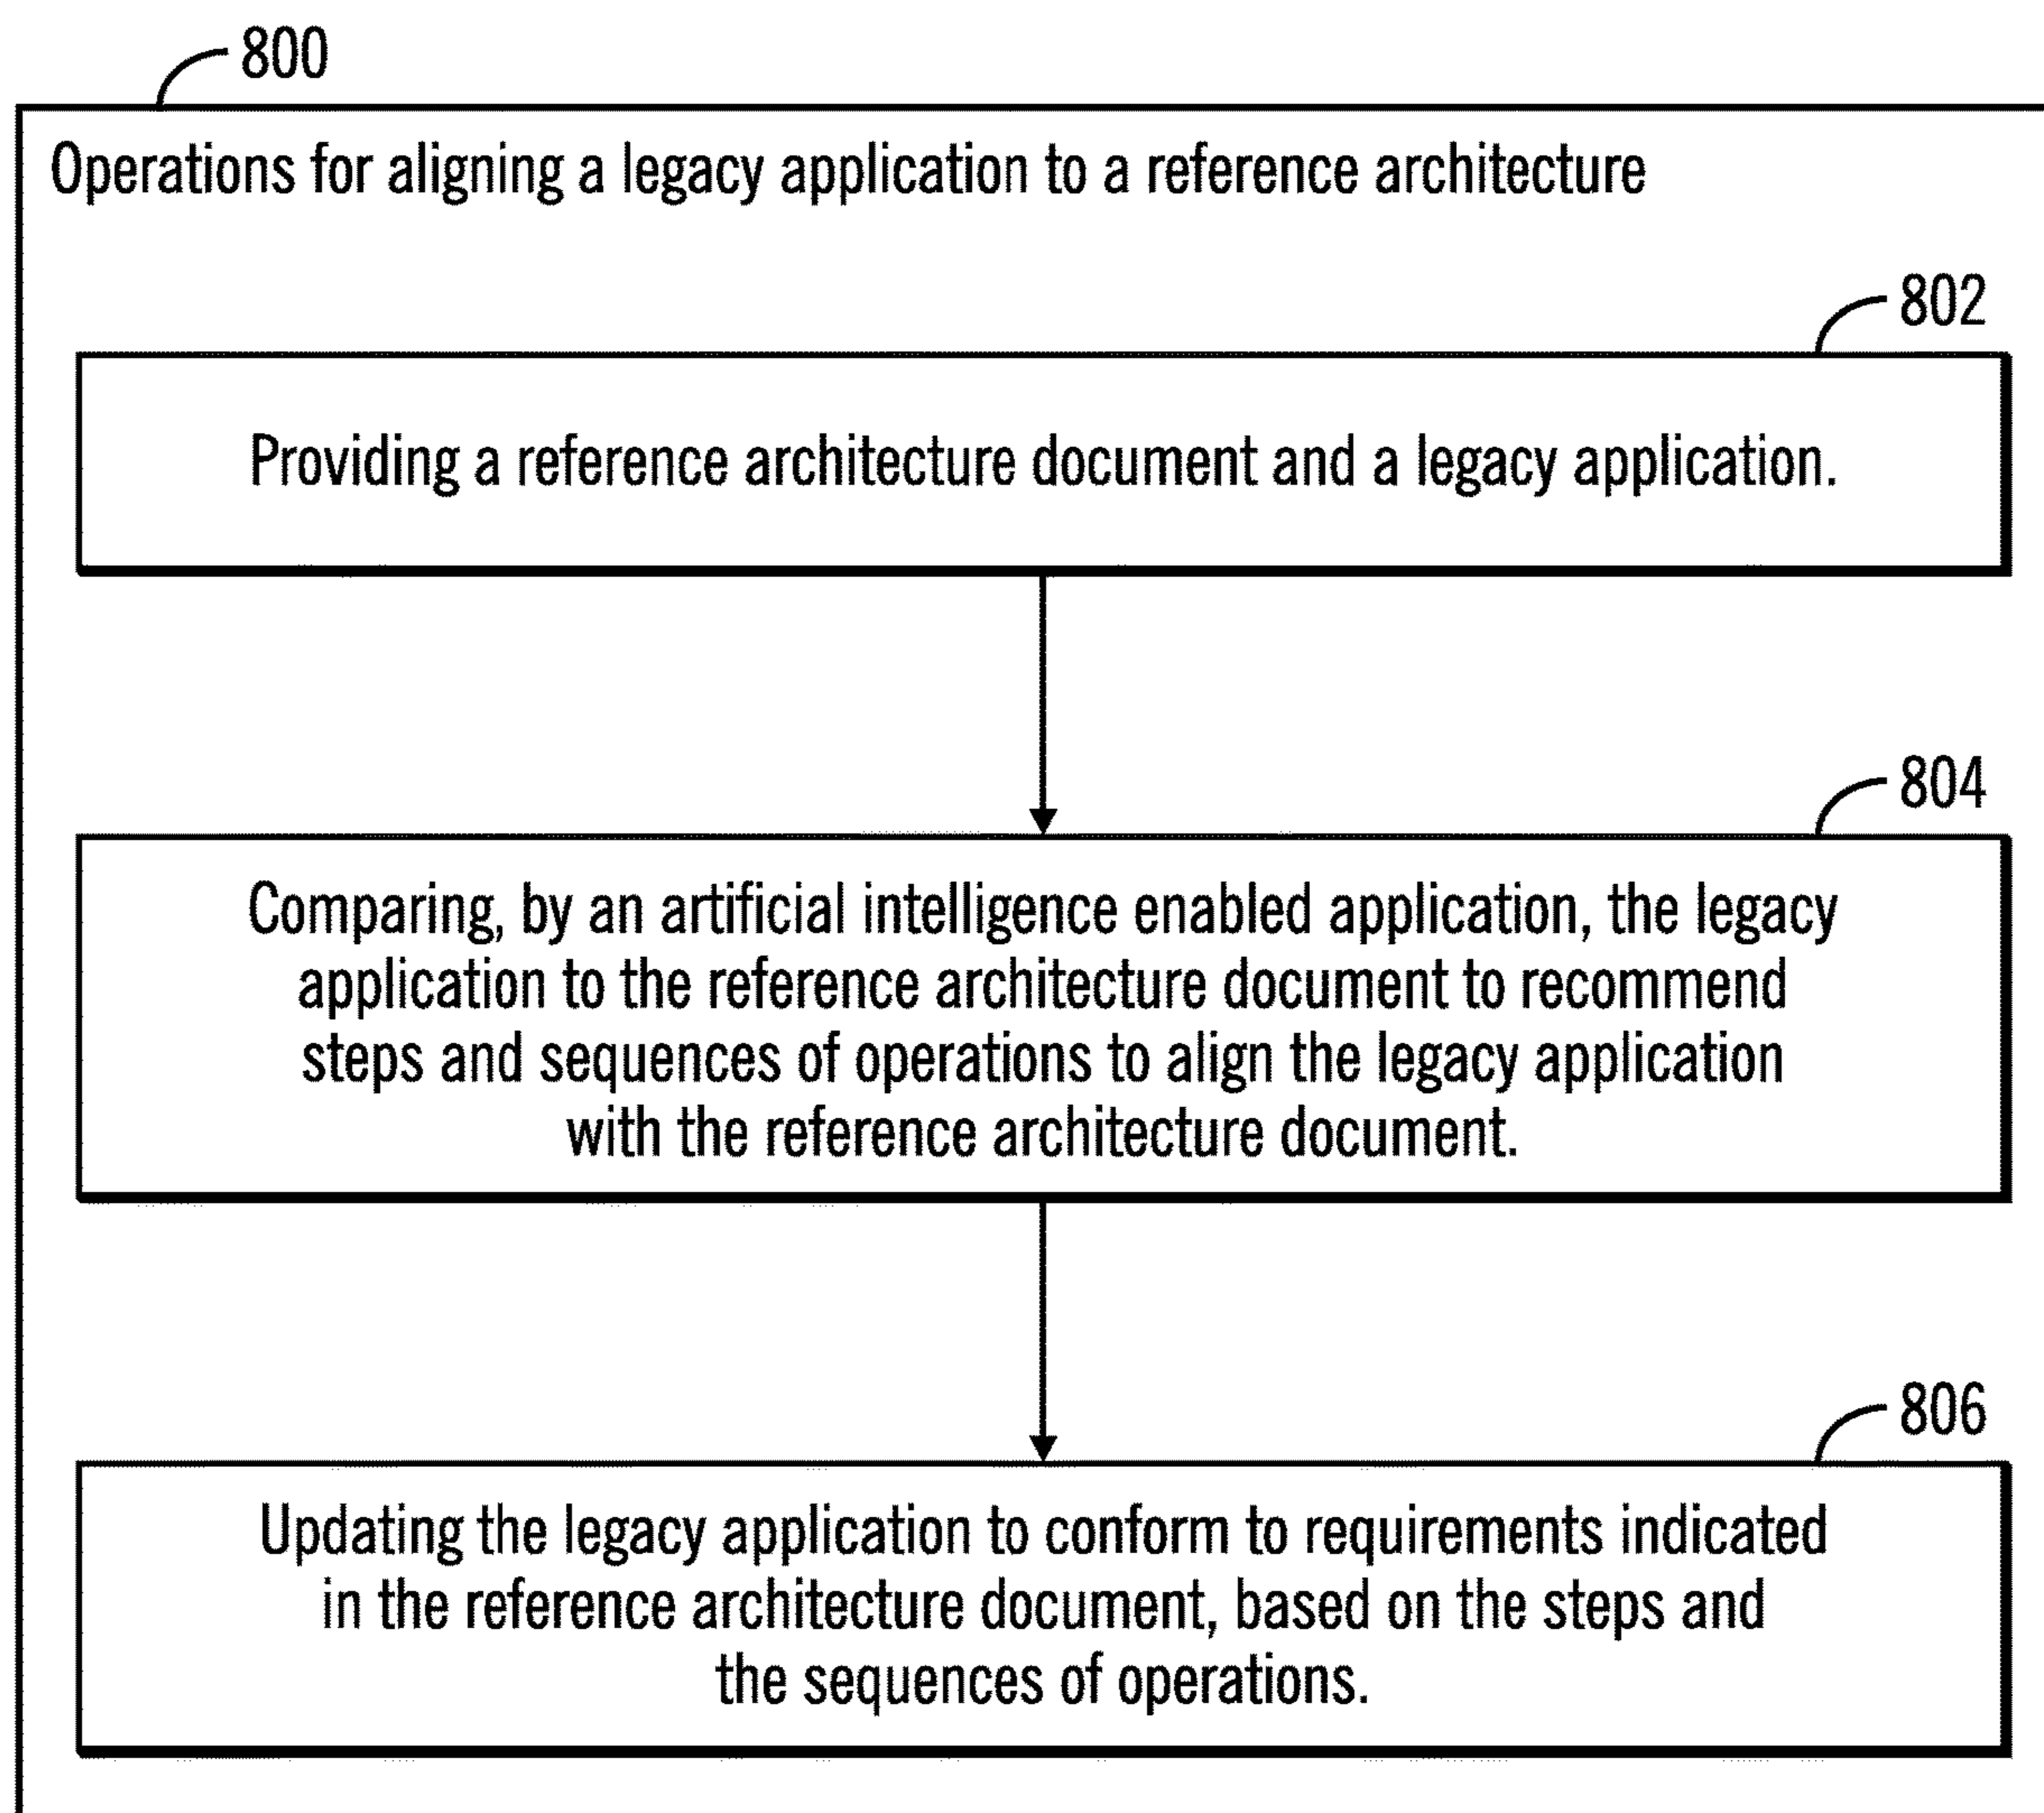 800
Operations for aligning a legacy application to a reference architecture
802
Providing a reference architecture document and a legacy application.
804
Comparing, by an artificial intelligence enabled application, the legacy
application to the reference architecture document to recommend
steps and sequences of operations to align the legacy application
with the reference architecture document.
806
Updating the legacy application to conform to requirements indicated
in the reference architecture document, based on the steps and
the sequences of operations.